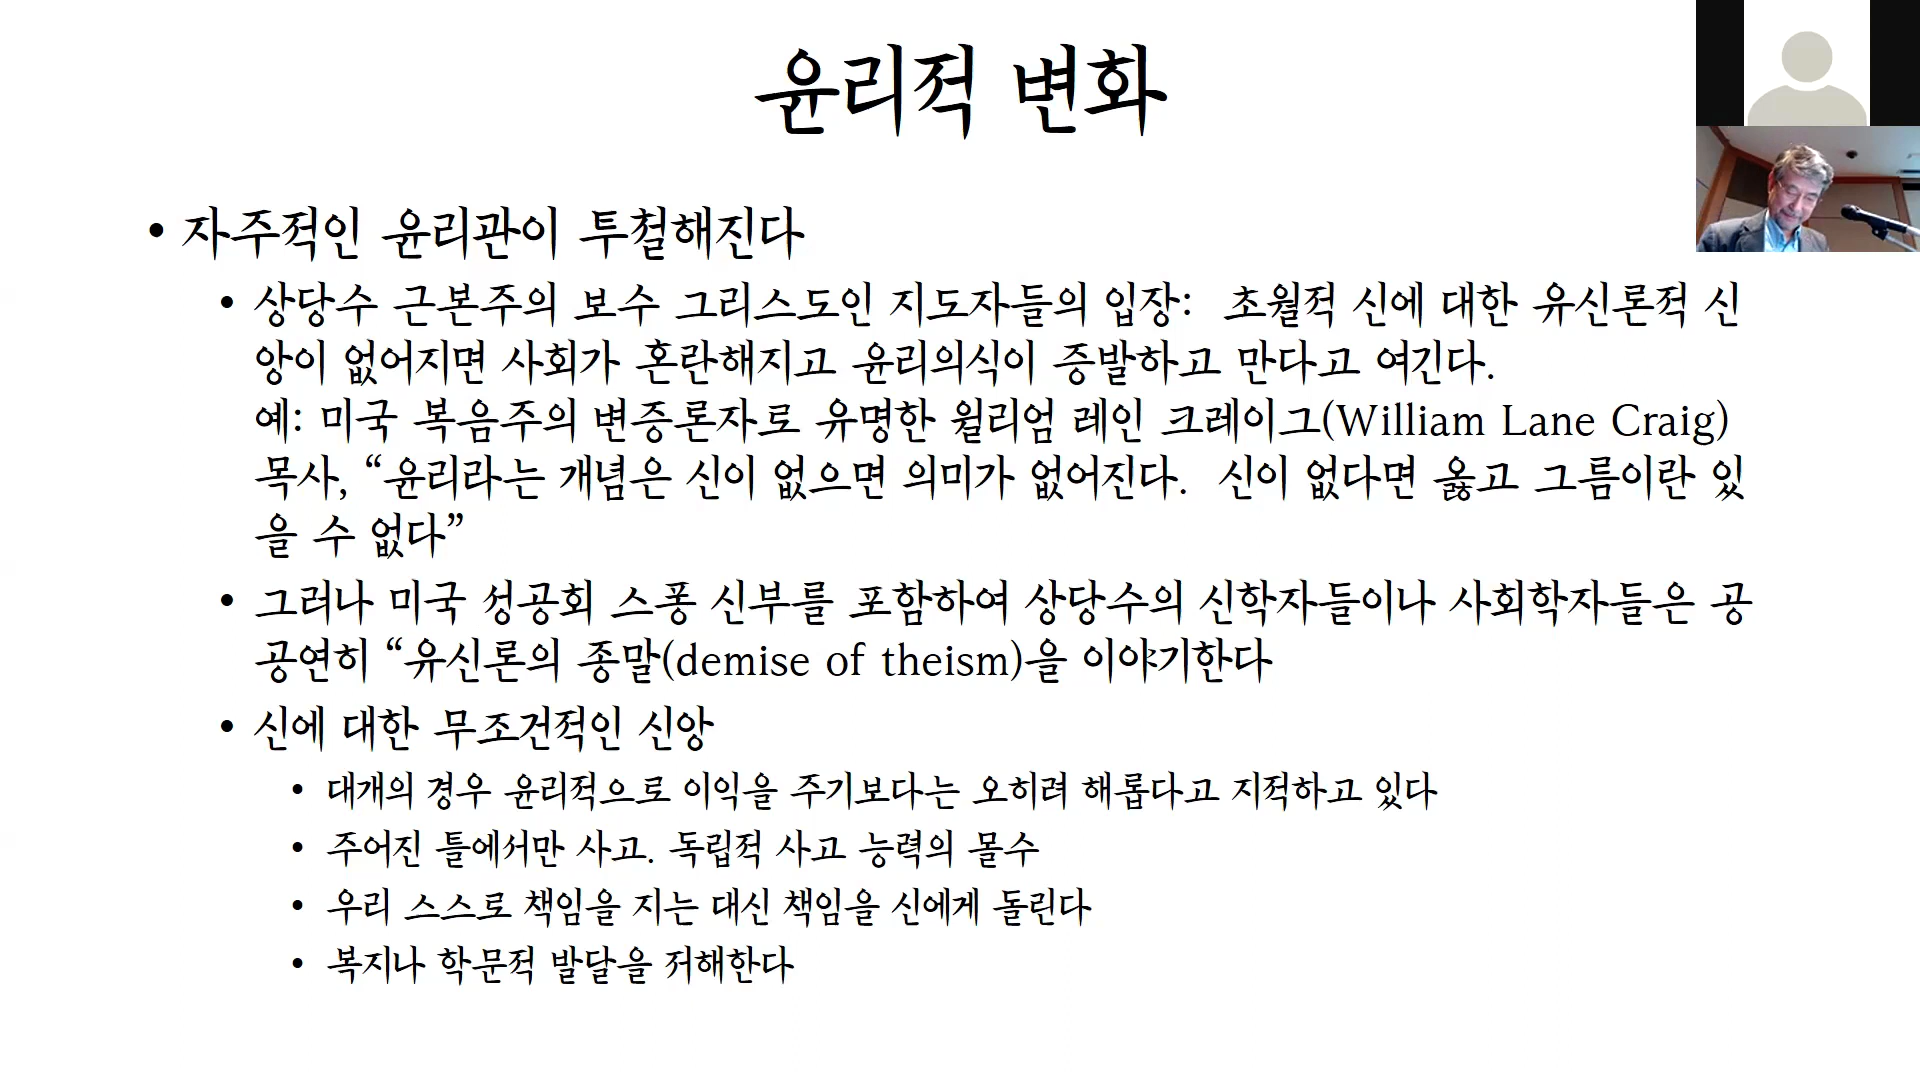 윤리적 변화
• 자주적인 윤리관이 투철해진다
• 상당수 근본주의 보수 그리스도인 지도자들의 입장: 초월적 신에 대한 유신론적 신
앙이 없어지면 사회가 혼란해지고 윤리의식이 증발하고 만다고 여긴다.
예: 미국 복음주의 변증론자로 유명한 윌리엄 레인 크레이그(William Lane Craig)
목사, “윤리라는 개념은 신이 없으면 의미가 없어진다. 신이 없다면 옳고 그름이란 있
을 수 없다”
• 그러나 미국 성공회 스퐁 신부를 포함하여 상당수의 신학자들이나 사회학자들은 공
공연히 “유신론의 종말(demise of theism)을 이야기한다
• 신에 대한 무조건적인 신앙
• 대개의 경우 윤리적으로 이익을 주기보다는 오히려 해롭다고 지적하고 있다
• 주어진 틀에서만 사고. 독립적 사고 능력의 몰수
• 우리 스스로 책임을 지는 대신 책임을 신에게 돌린다
• 복지나 학문적 발달을 저해한다